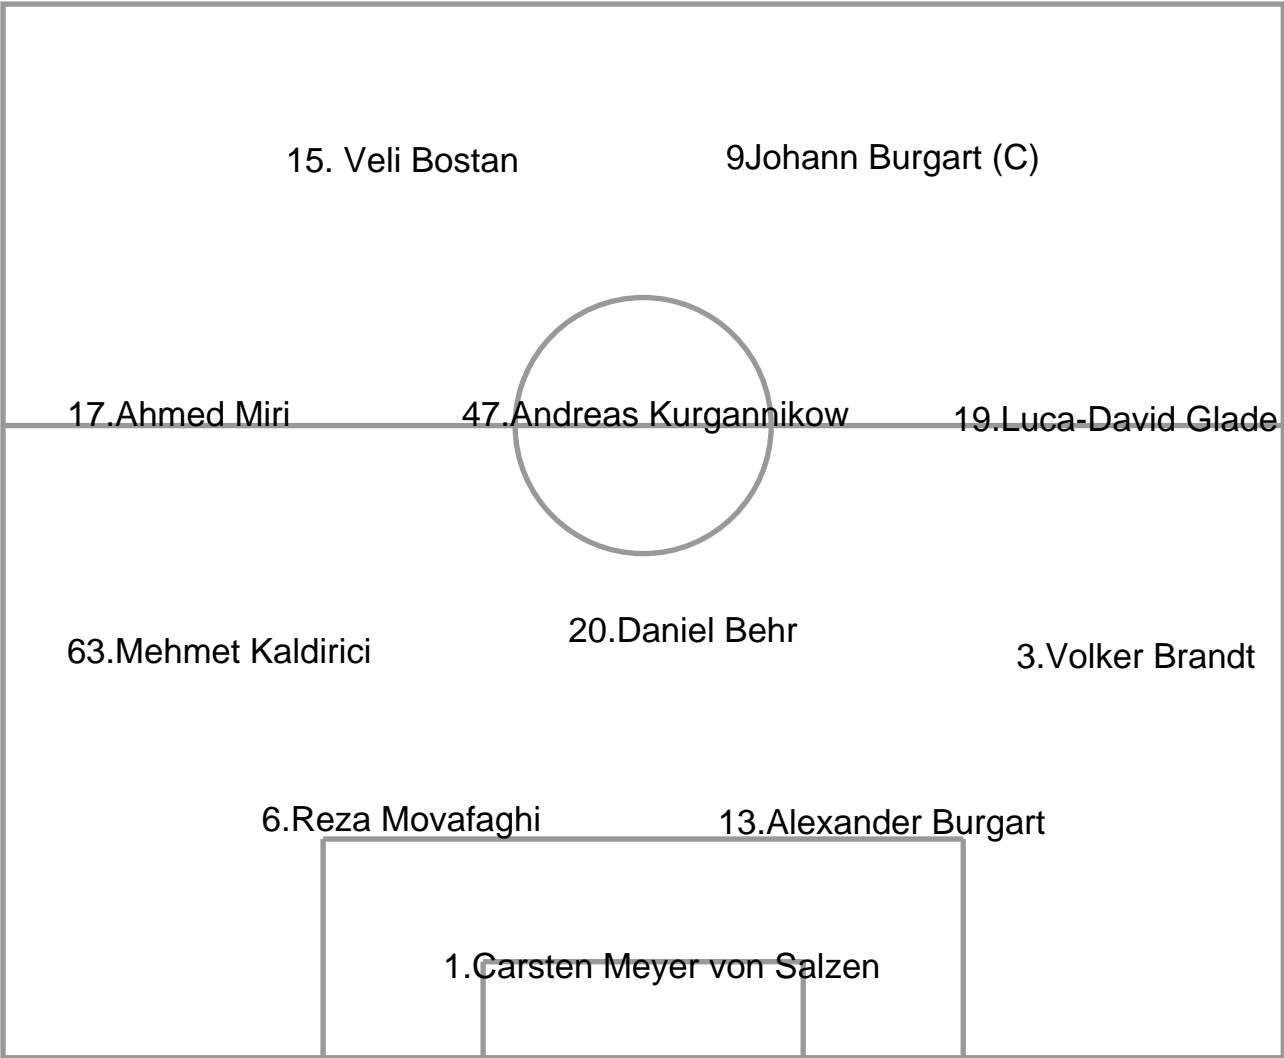 15. Veli Bostan
9Johann Burgart (C)
17.Ahmed Miri
47.Andreas Kurgannikow
19.Luca-David Glade
63.Mehmet Kaldirici
20.Daniel Behr
3.Volker Brandt
6.Reza Movafaghi
13.Alexander Burgart
1.Carsten Meyer von Salzen